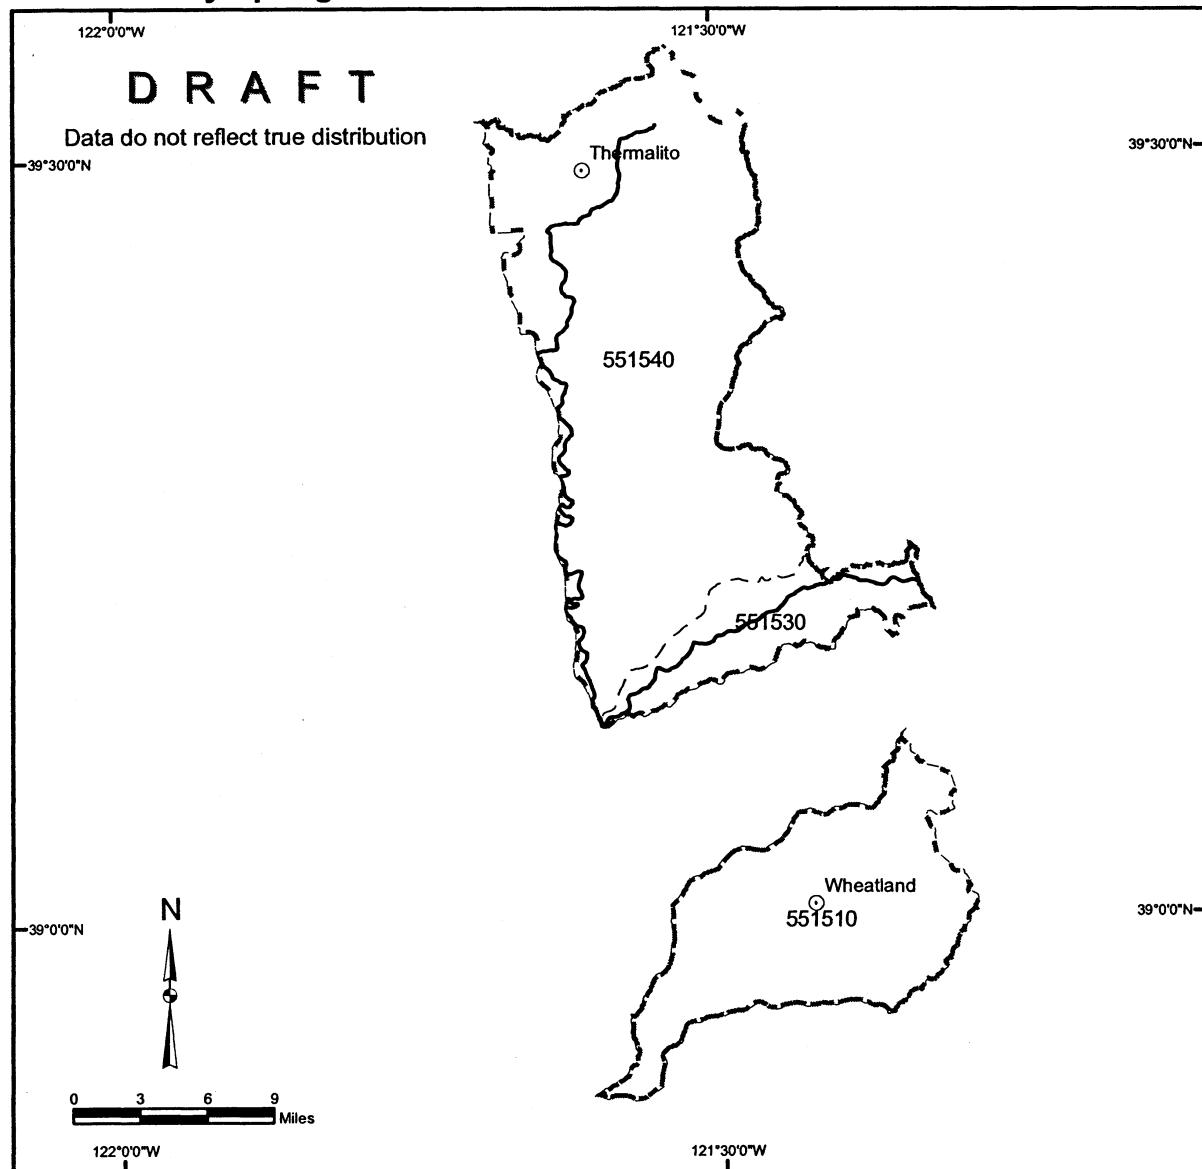 122°0'0"W
121°30'0"W
D R A F T
Data do not reflect true distribution
39°30'0"N
39°30'0"N
Thermalito
551540
551530
Wheatland
551510
39°0'0"N
39°0'0"N
N
0 3 6 9
Miles
122°0'0"W
121°30'0"W